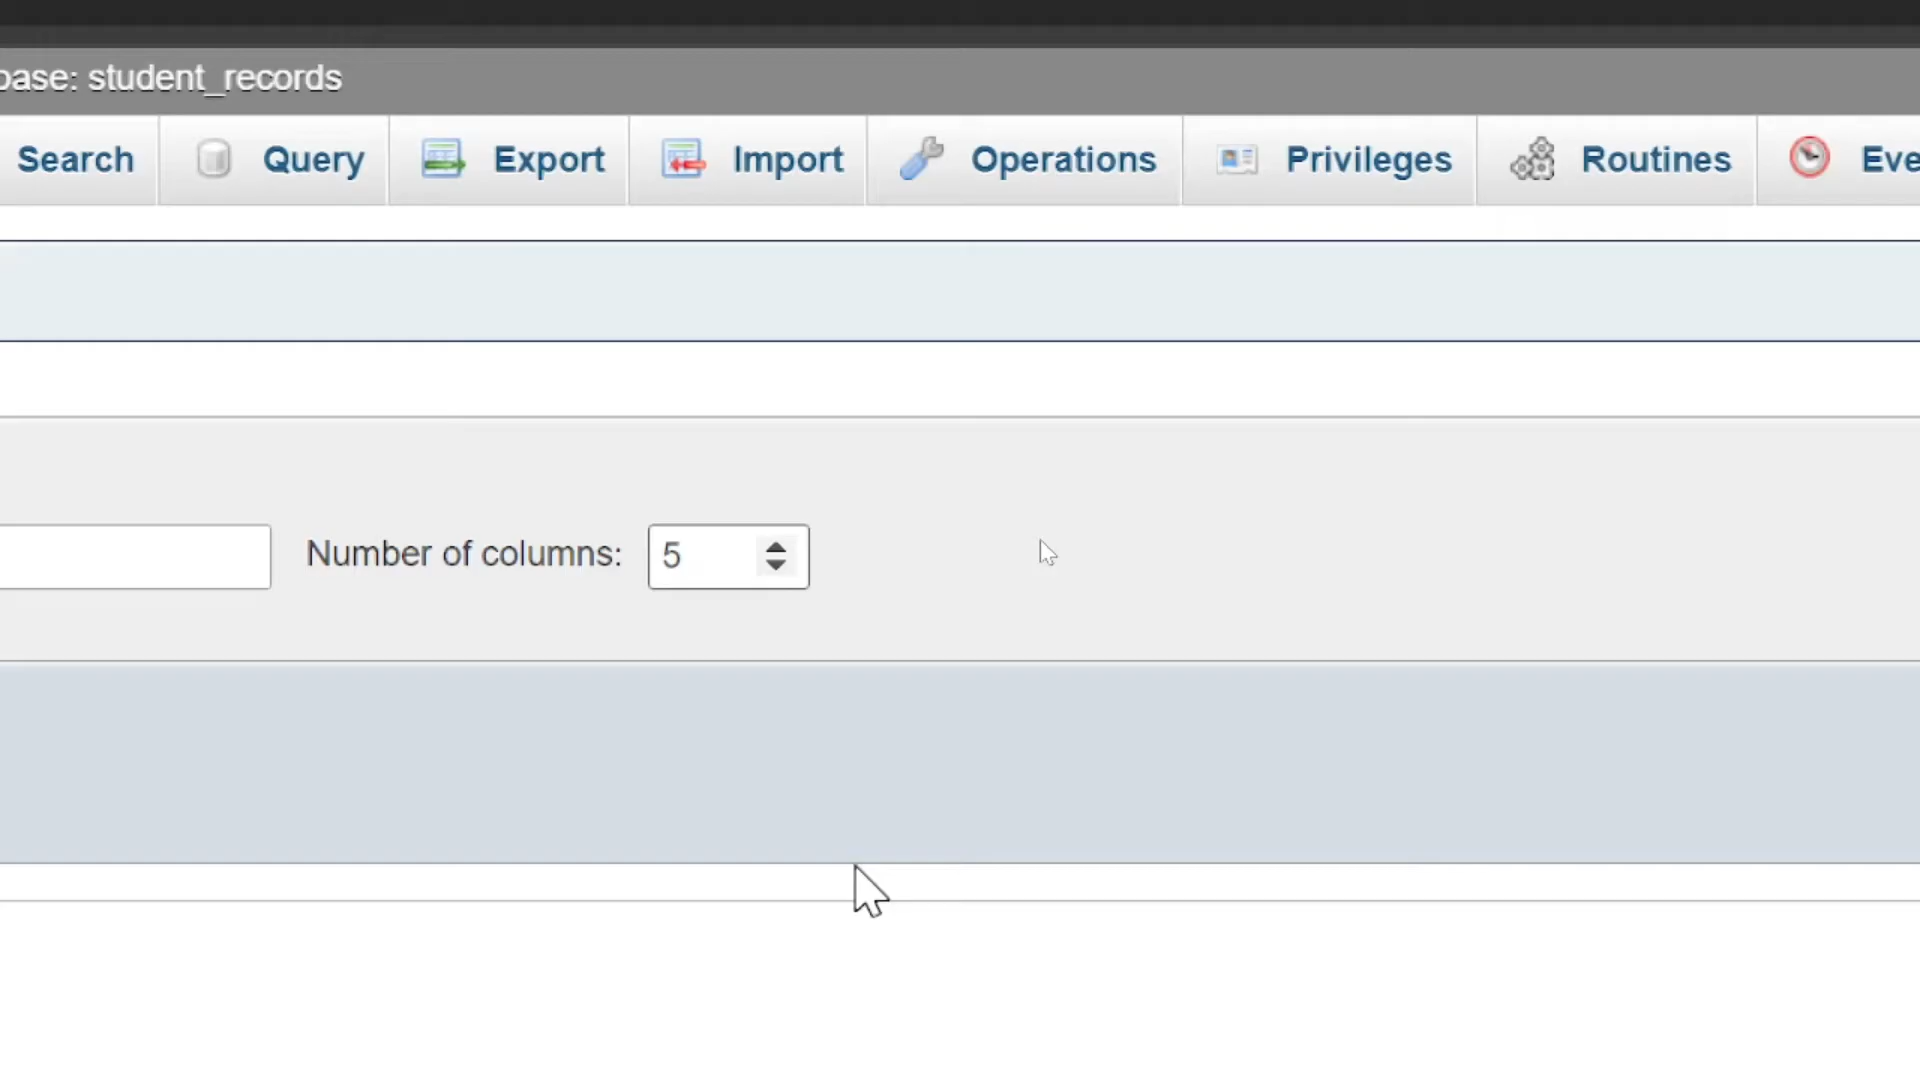 base: student_records
Search Query Export Import Operations Privileges Routines Eve
Number of columns: 5